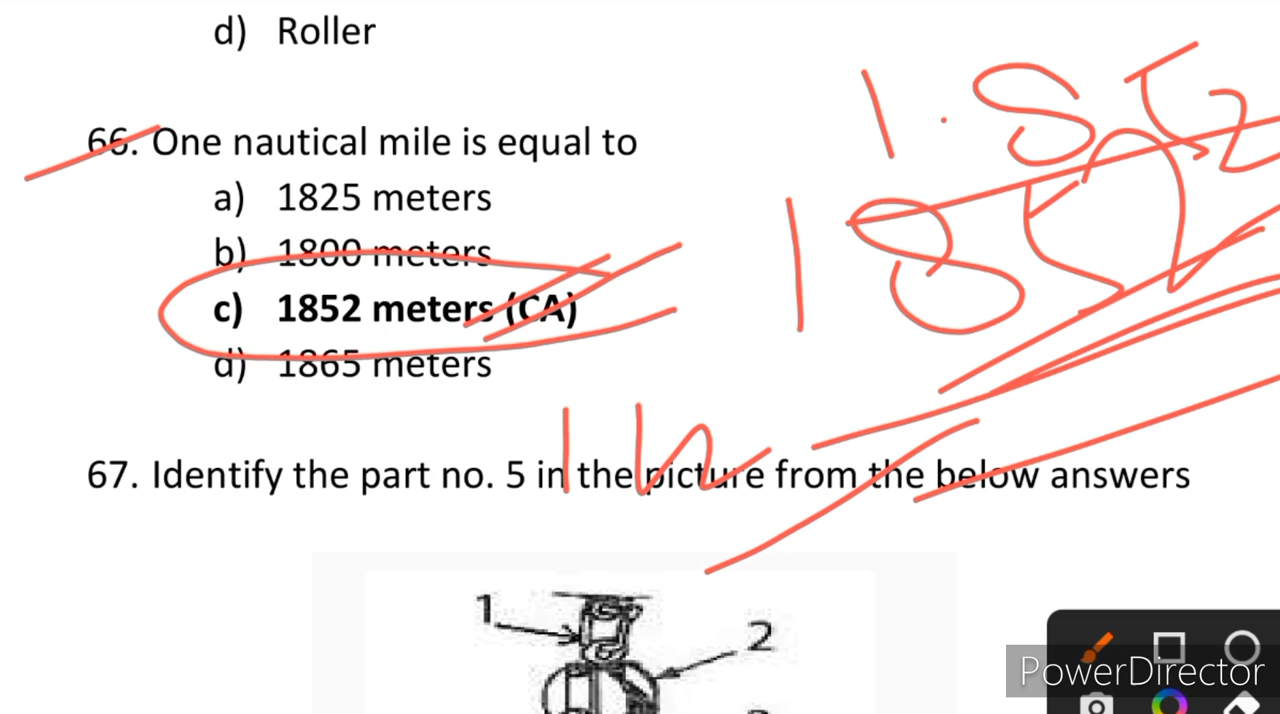 d) Roller
1.852
66. One nautical mile is equal to
a) 1825 meters
1852
b) 1800 meters
c) 1852 meters (CA)
d) 1865 meters
67. Identify the part no. 5 in the picture from the below answers
1
2
PowerDirector